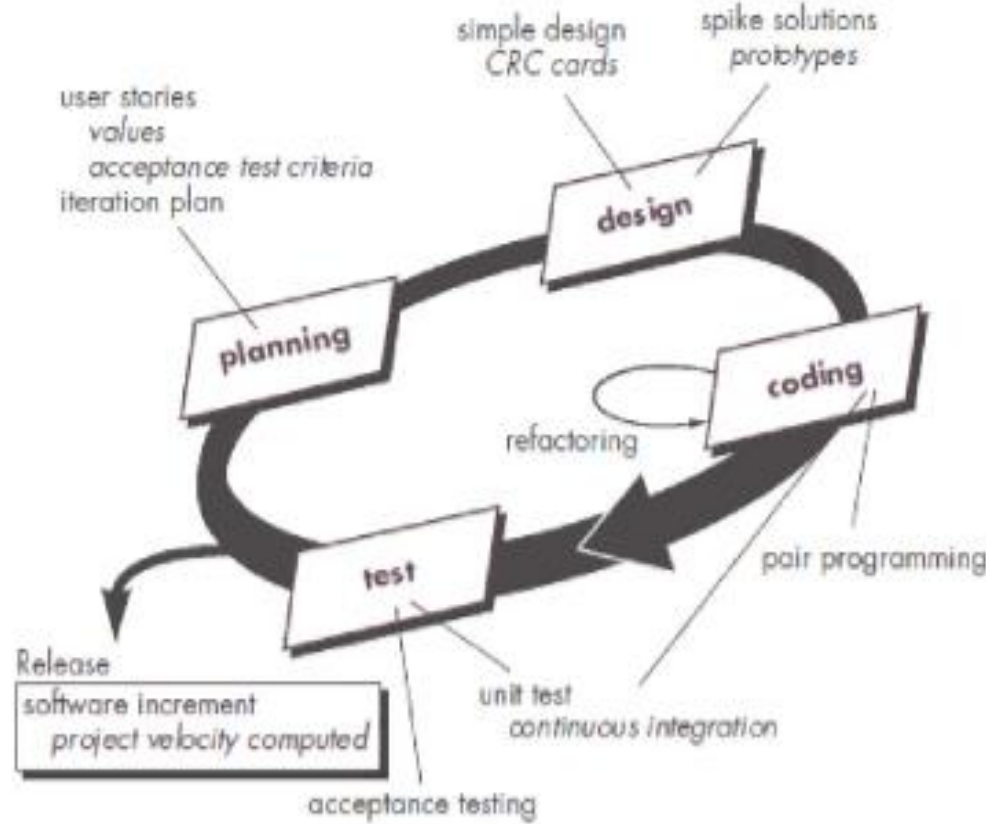 simple design
CRC cards
spike solutions
prototypes
user stories
values
acceptance test criteria
iteration plan
design
planning
coding
refactoring
test
pair programming
Release
software increment
project velocity computed
unit test
continuous integration
acceptance testing